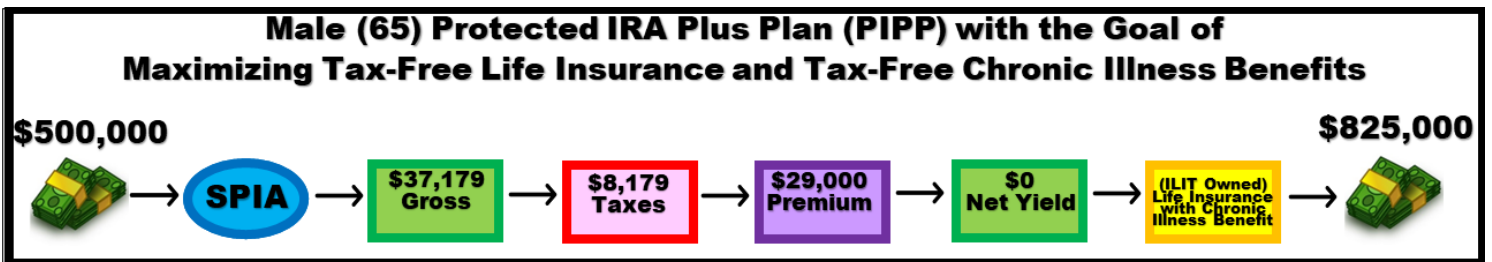 Male (65) Protected IRA Plus Plan (PIPP) with the Goal of
Maximizing Tax-Free Life Insurance and Tax-Free Chronic Illness Benefits
$500,000
SPIA
$37,179
Gross
$8,179
Taxes
$29,000
Premium
$0
Net Yield
(ILIT Owned)
Life Insurance
with Chronic
Illness Benefit
$825,000